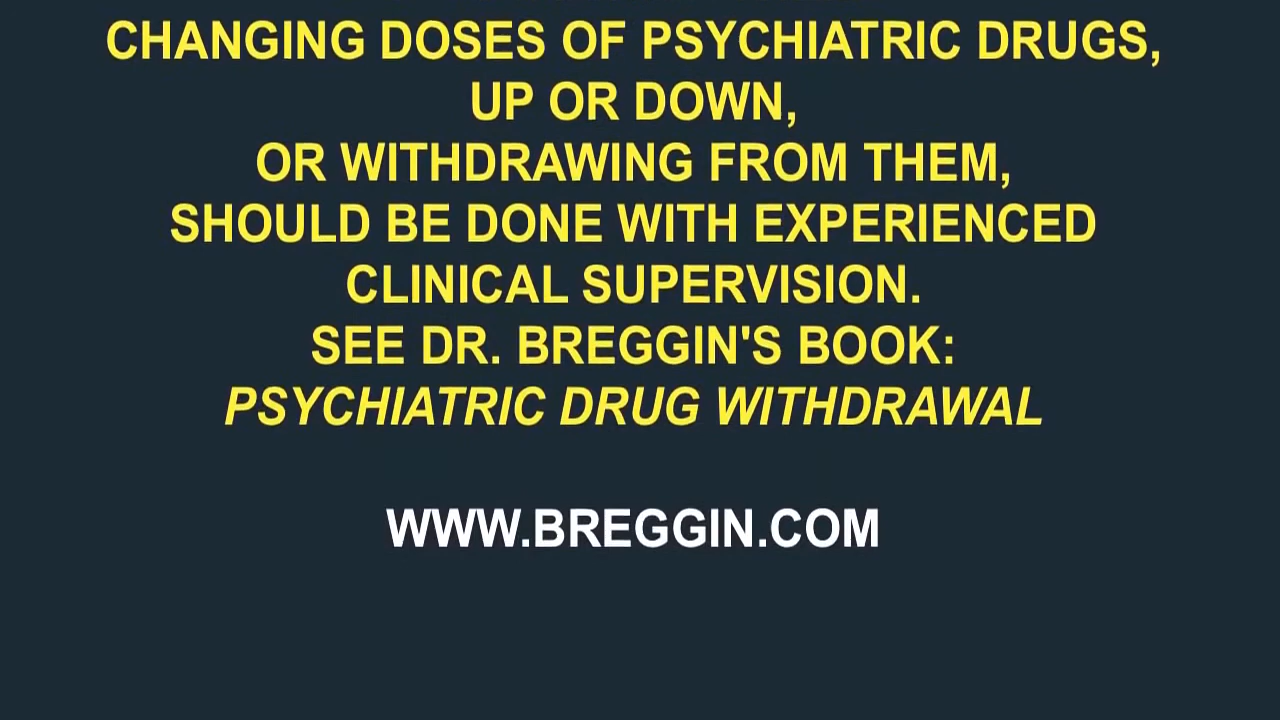 CHANGING DOSES OF PSYCHIATRIC DRUGS,
UP OR DOWN,
OR WITHDRAWING FROM THEM,
SHOULD BE DONE WITH EXPERIENCED
CLINICAL SUPERVISION.
SEE DR. BREGGIN'S BOOK:
PSYCHIATRIC DRUG WITHDRAWAL
WWW.BREGGIN.COM